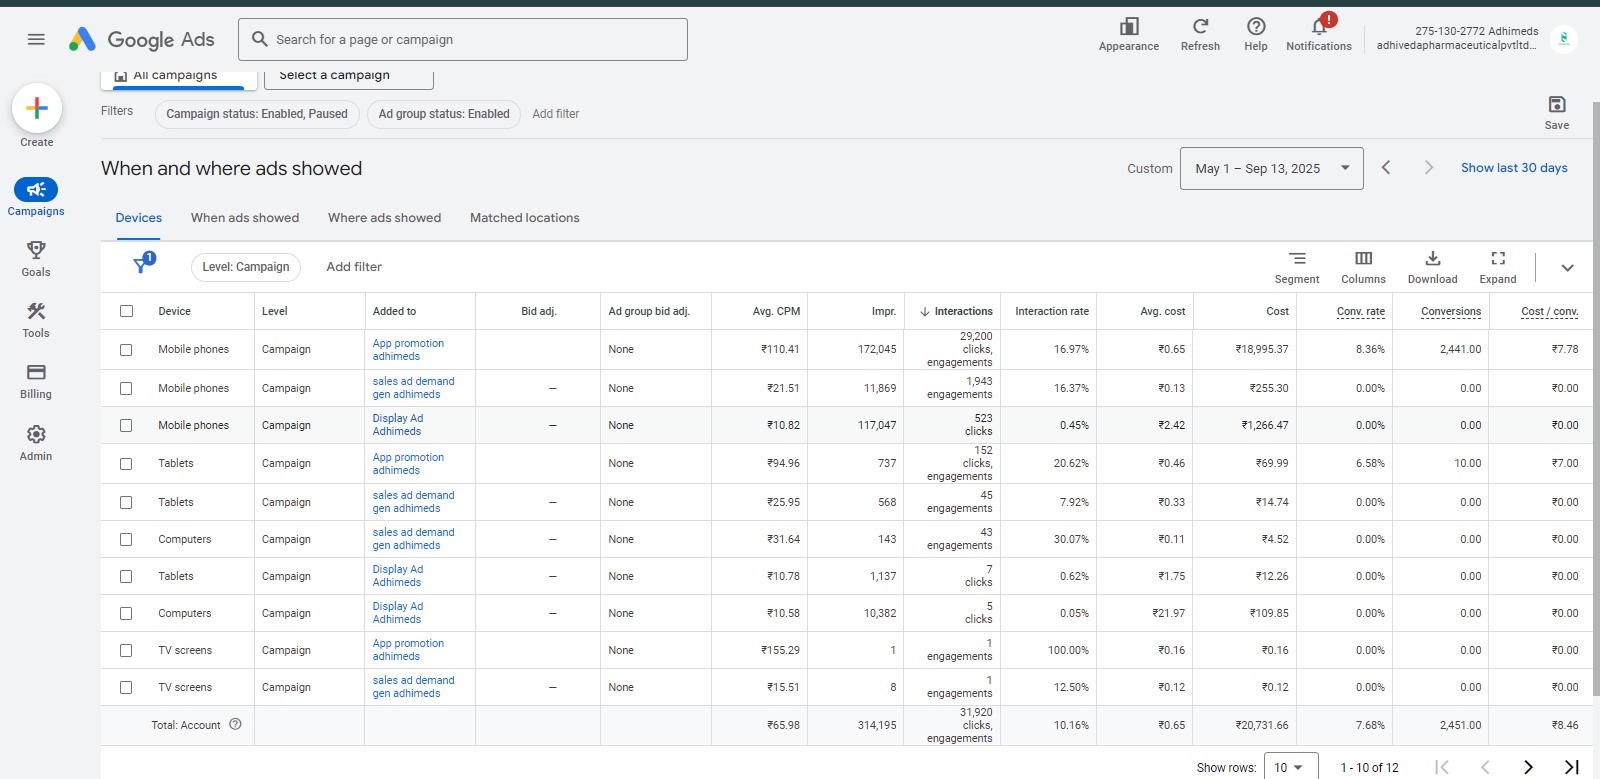 Google Ads
Search for a page or campaign
Appearance
Refresh
Help
!
Notifications
275-130-2772 Adhimeds
adhivedapharmaceuticalpvtltd...
All campaigns
Select a campaign
Filters
Campaign status: Enabled, Paused
Ad group status: Enabled
Add filter
Save
Create
Campaigns
Goals
Tools
Billing
Admin
When and where ads showed
Custom
May 1 – Sep 13, 2025
Show last 30 days
Devices
When ads showed
Where ads showed
Matched locations
1
Level: Campaign
Add filter
Segment
Columns
Download
Expand
Device Level Added to Bid adj. Ad group bid adj. Avg. CPM Impr. Interactions Interaction rate Avg. cost Cost Conv. rate Conversions Cost / conv.
Mobile phones Campaign App promotion adhimeds None ₹110.41 172,045 29,200 clicks, engagements 16.97% ₹0.65 ₹18,995.37 8.36% 2,441.00 ₹7.78
Mobile phones Campaign sales ad demand gen adhimeds — None ₹21.51 11,869 1,943 engagements 16.37% ₹0.13 ₹255.30 0.00% 0.00 ₹0.00
Mobile phones Campaign Display Ad Adhimeds — None ₹10.82 117,047 523 clicks 0.45% ₹2.42 ₹1,266.47 0.00% 0.00 ₹0.00
Tablets Campaign App promotion adhimeds None ₹94.96 737 152 clicks, engagements 20.62% ₹0.46 ₹69.99 6.58% 10.00 ₹7.00
Tablets Campaign sales ad demand gen adhimeds — None ₹25.95 568 45 engagements 7.92% ₹0.33 ₹14.74 0.00% 0.00 ₹0.00
Computers Campaign sales ad demand gen adhimeds — None ₹31.64 143 43 engagements 30.07% ₹0.11 ₹4.52 0.00% 0.00 ₹0.00
Tablets Campaign Display Ad Adhimeds — None ₹10.78 1,137 7 clicks 0.62% ₹1.75 ₹12.26 0.00% 0.00 ₹0.00
Computers Campaign Display Ad Adhimeds — None ₹10.58 10,382 5 clicks 0.05% ₹21.97 ₹109.85 0.00% 0.00 ₹0.00
TV screens Campaign App promotion adhimeds None ₹155.29 1 1 engagements 100.00% ₹0.16 ₹0.16 0.00% 0.00 ₹0.00
TV screens Campaign sales ad demand gen adhimeds — None ₹15.51 8 1 engagements 12.50% ₹0.12 ₹0.12 0.00% 0.00 ₹0.00
Total: Account ₹65.98 314,195 31,920 clicks, engagements 10.16% ₹0.65 ₹20,731.66 7.68% 2,451.00 ₹8.46
Show rows: 10 1 - 10 of 12